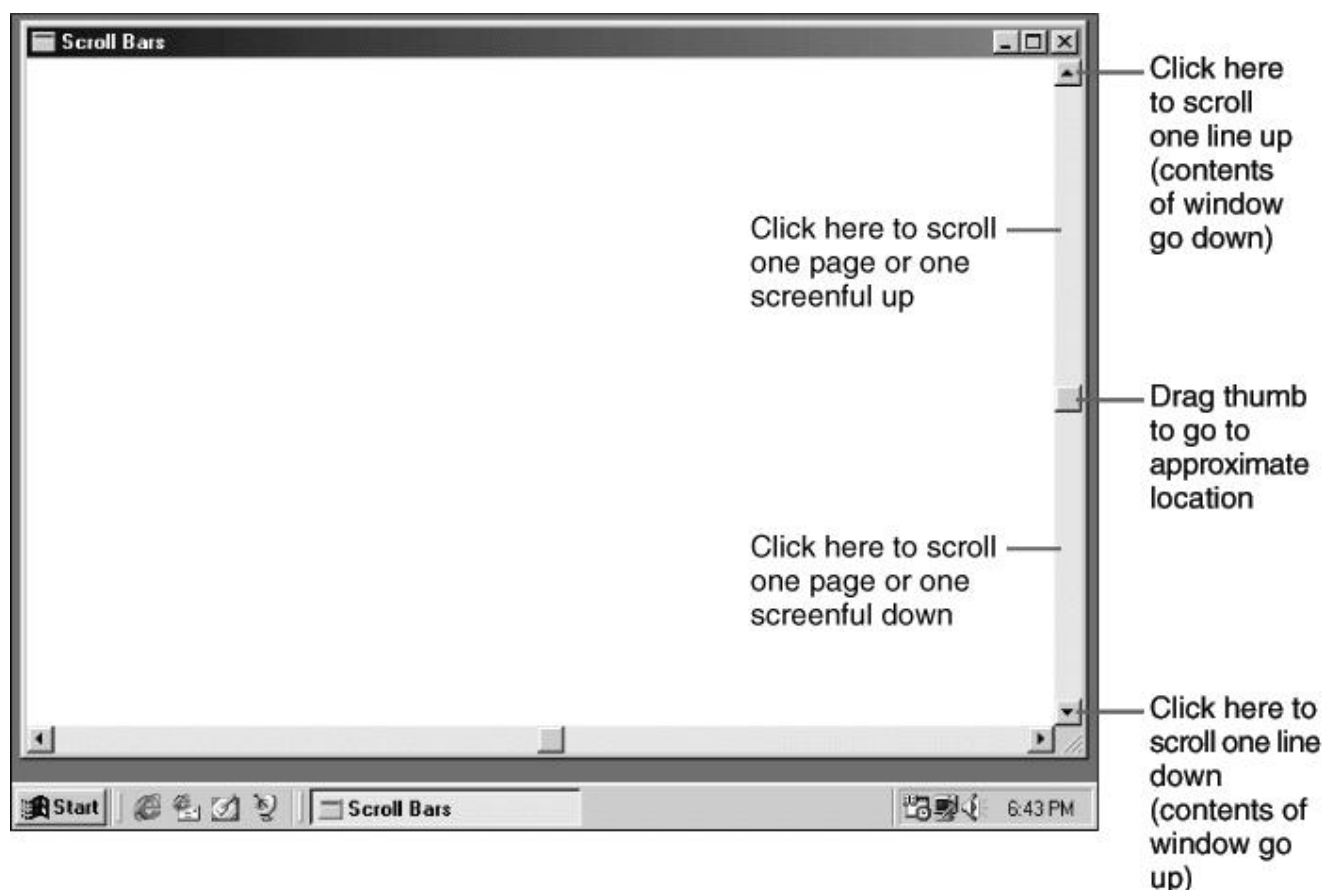 Scroll Bars
Click here
to scroll
one line up
(contents
of window
go down)
Click here to scroll
one page or one
screenful up
Drag thumb
to go to
approximate
location
Click here to scroll
one page or one
screenful down
Click here to
scroll one line
down
(contents of
window go
up)
Start
Scroll Bars
6:43 PM